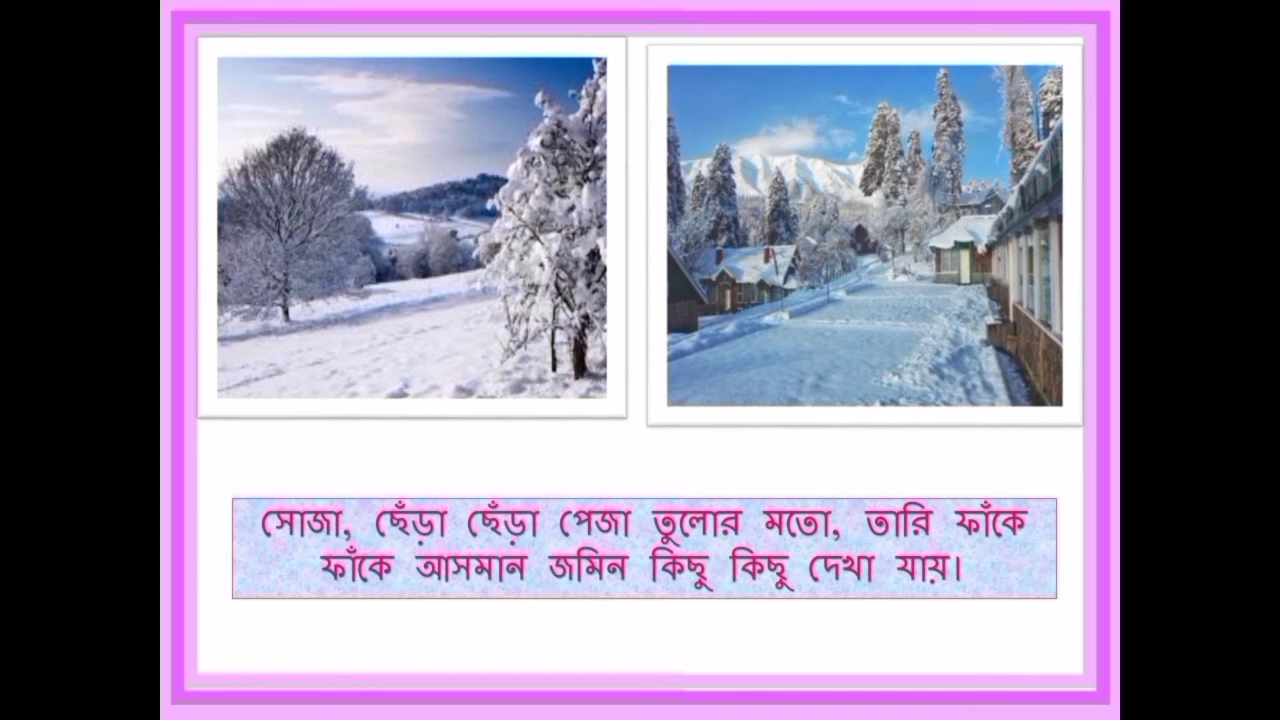 সোজা, ছেঁড়া ছেঁড়া পেজা তুলোর মতো, তারি ফাঁকে
ফাঁকে আসমান জমিন কিছু কিছু দেখা যায়।